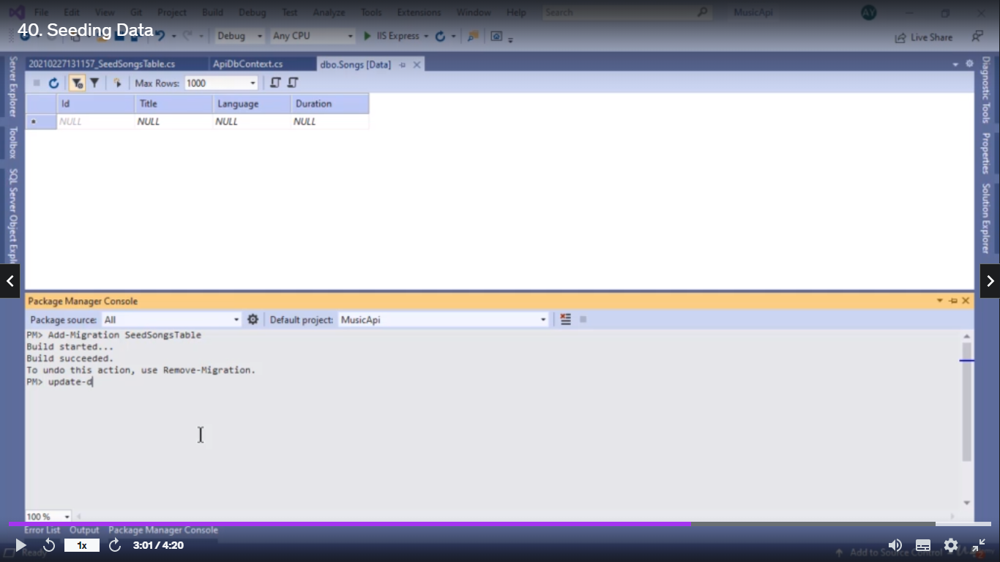 File Edit View Git Project Build Debug Test Analyze Tools Extensions Window Help Search MusicApi AV
40. Seeding Data
Debug Any CPU IIS Express Live Share
20210227131157_SeedSongsTable.cs ApiDbContext.cs dbo.Songs [Data]
Max Rows: 1000
Id Title Language Duration
NULL NULL NULL NULL
Server Explorer
Toolbox
SQL Server Object Expl
Diagnostic Tools
Properties
Solution Explorer
Package Manager Console
Package source: All Default project: MusicApi
PM> Add-Migration SeedSongsTable
Build started...
Build succeeded.
To undo this action, use Remove-Migration.
PM> update-d
100 %
Error List Output Package Manager Console
1x 3:01 / 4:20
Ready Add to Source Control